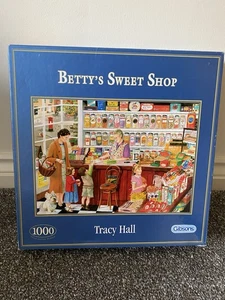 BETTY'S SWEET SHOP
1000
Tracy Hall
Gibsons